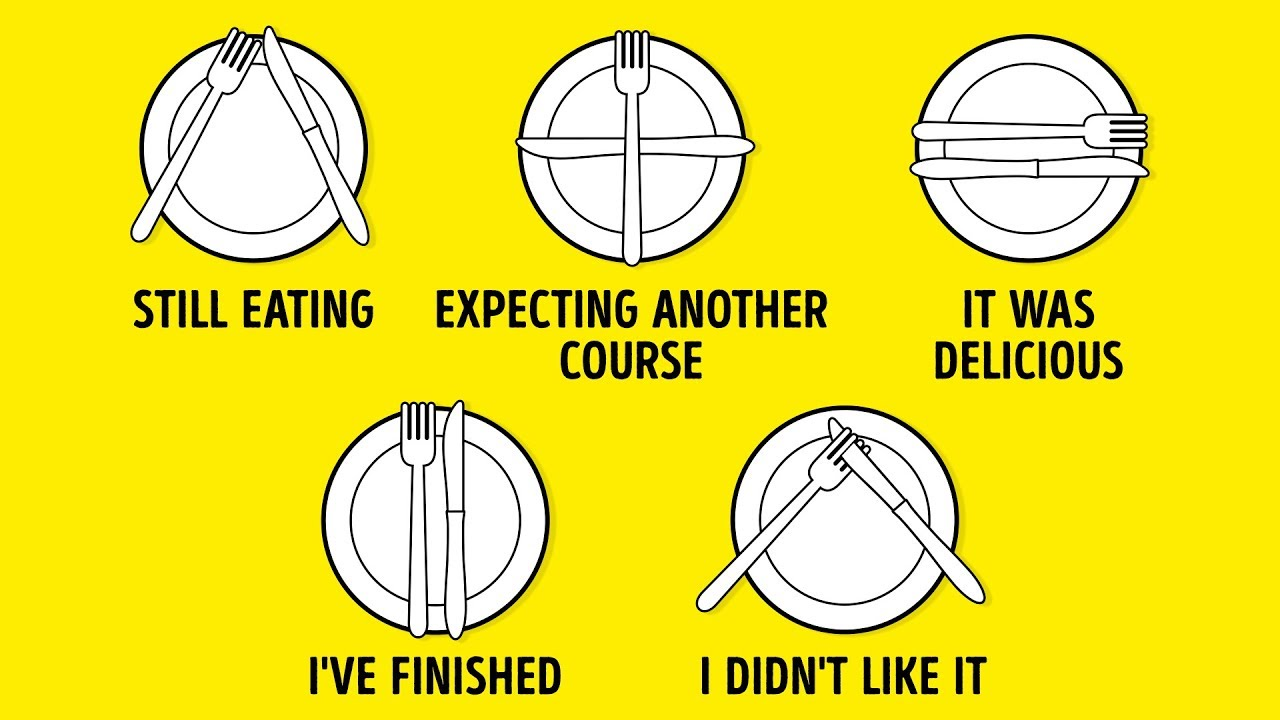 STILL EATING
EXPECTING ANOTHER
COURSE
IT WAS
DELICIOUS
I'VE FINISHED
I DIDN'T LIKE IT